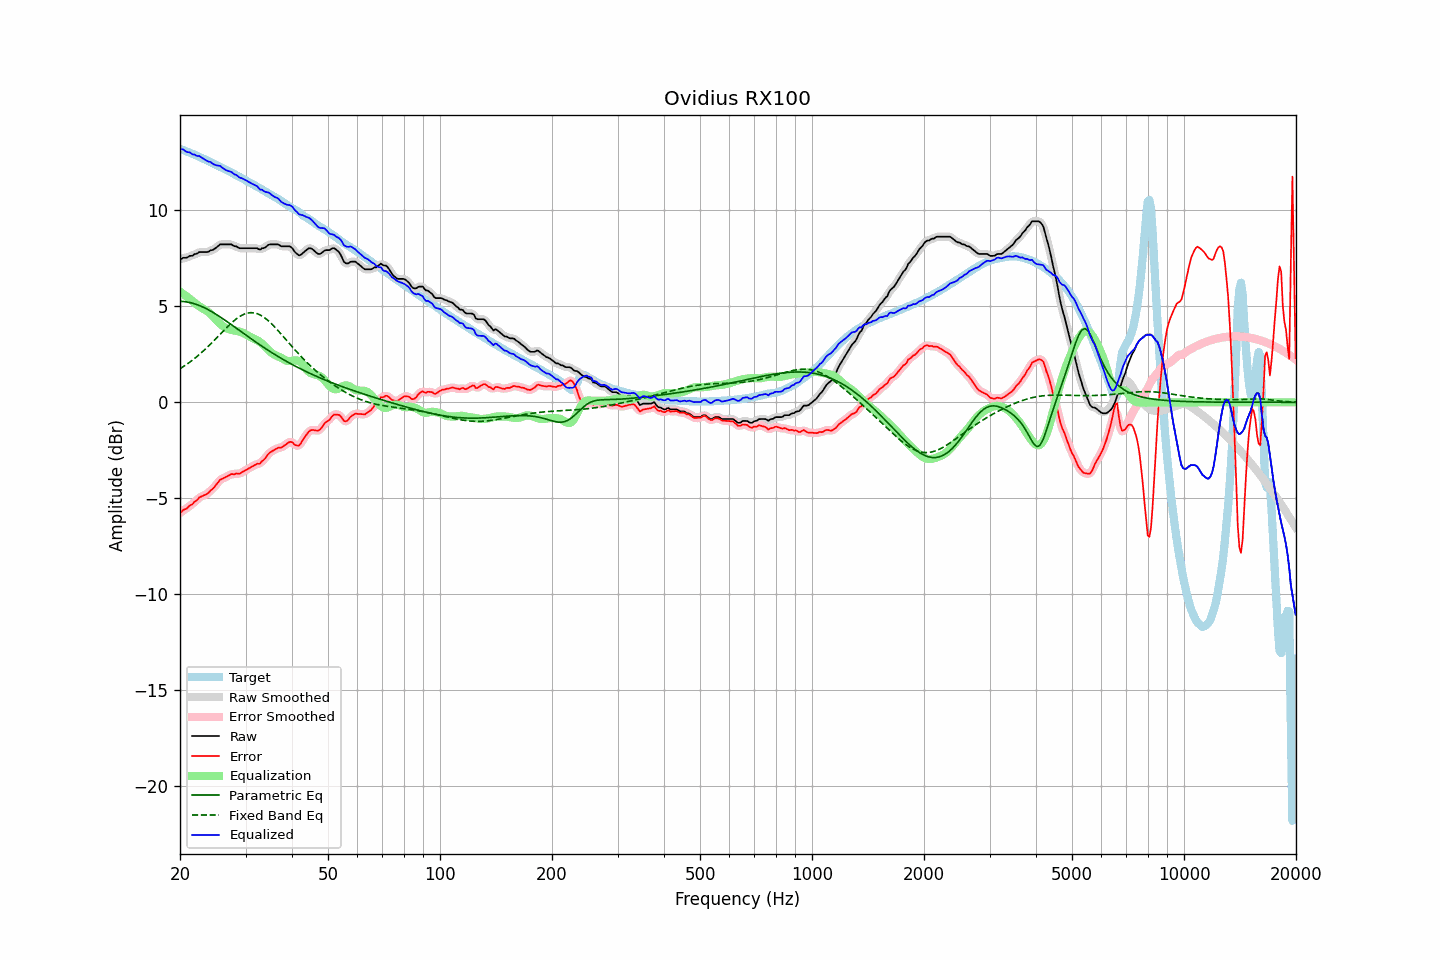 Ovidius RX100
Amplitude (dBr)
10
5
0
−5
−10
−15
−20
Target
Raw Smoothed
Error Smoothed
Raw
Error
Equalization
Parametric Eq
Fixed Band Eq
Equalized
20 50 100 200 500 1000 2000 5000 10000 20000
Frequency (Hz)